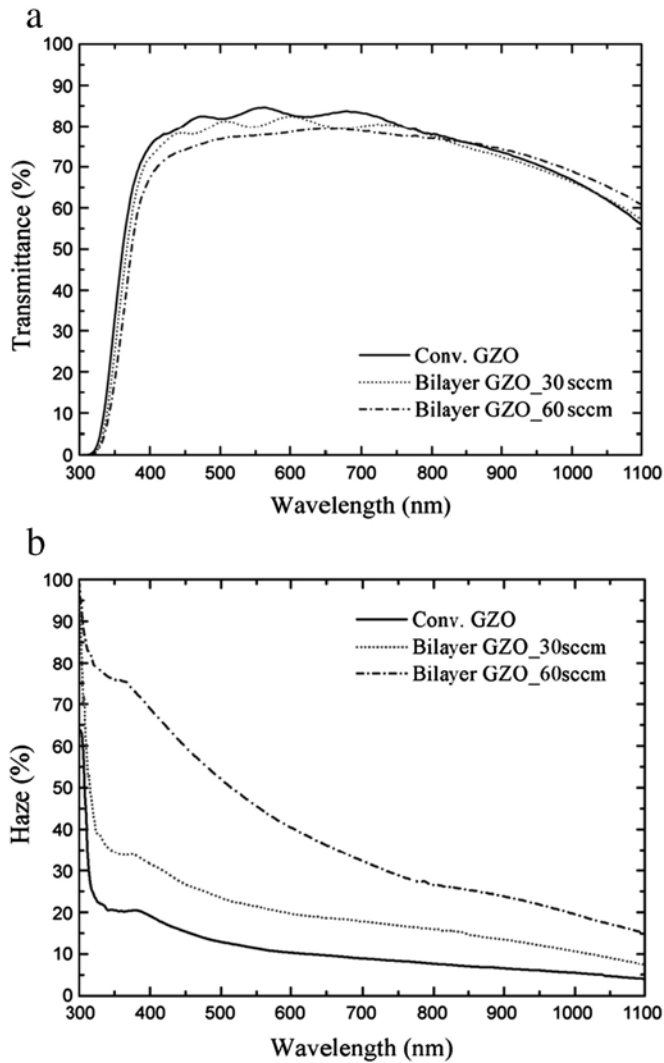 a
100
90
80
70
60
50
40
30
20
10
0
Transmittance (%)
Conv. GZO
Bilayer GZO_30 sccm
Bilayer GZO_60 sccm
300 400 500 600 700 800 900 1000 1100
Wavelength (nm)
b
100
90
80
70
60
50
40
30
20
10
0
Haze (%)
Conv. GZO
Bilayer GZO_30sccm
Bilayer GZO_60sccm
300 400 500 600 700 800 900 1000 1100
Wavelength (nm)